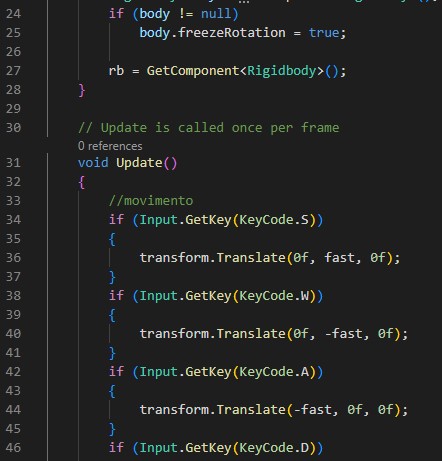 24 if (body != null)
25 body.freezeRotation = true;
26
27 rb = GetComponent<Rigidbody>();
28 }
29
30 // Update is called once per frame
0 references
31 void Update()
32 {
33 //movimento
34 if (Input.GetKey(KeyCode.S))
35 {
36 transform.Translate(0f, fast, 0f);
37 }
38 if (Input.GetKey(KeyCode.W))
39 {
40 transform.Translate(0f, -fast, 0f);
41 }
42 if (Input.GetKey(KeyCode.A))
43 {
44 transform.Translate(-fast, 0f, 0f);
45 }
46 if (Input.GetKey(KeyCode.D))